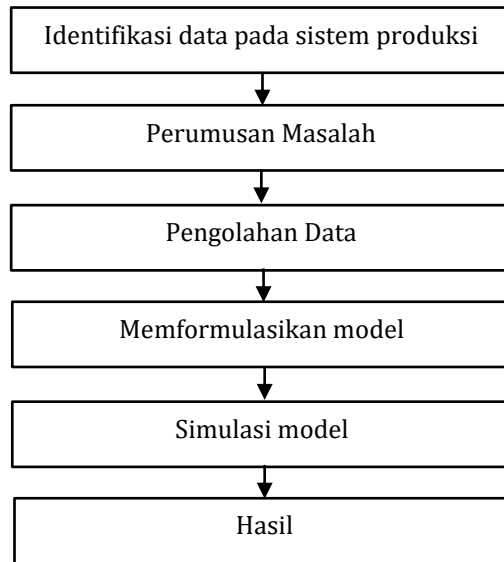 Identifikasi data pada sistem produksi
Perumusan Masalah
Pengolahan Data
Memformulasikan model
Simulasi model
Hasil